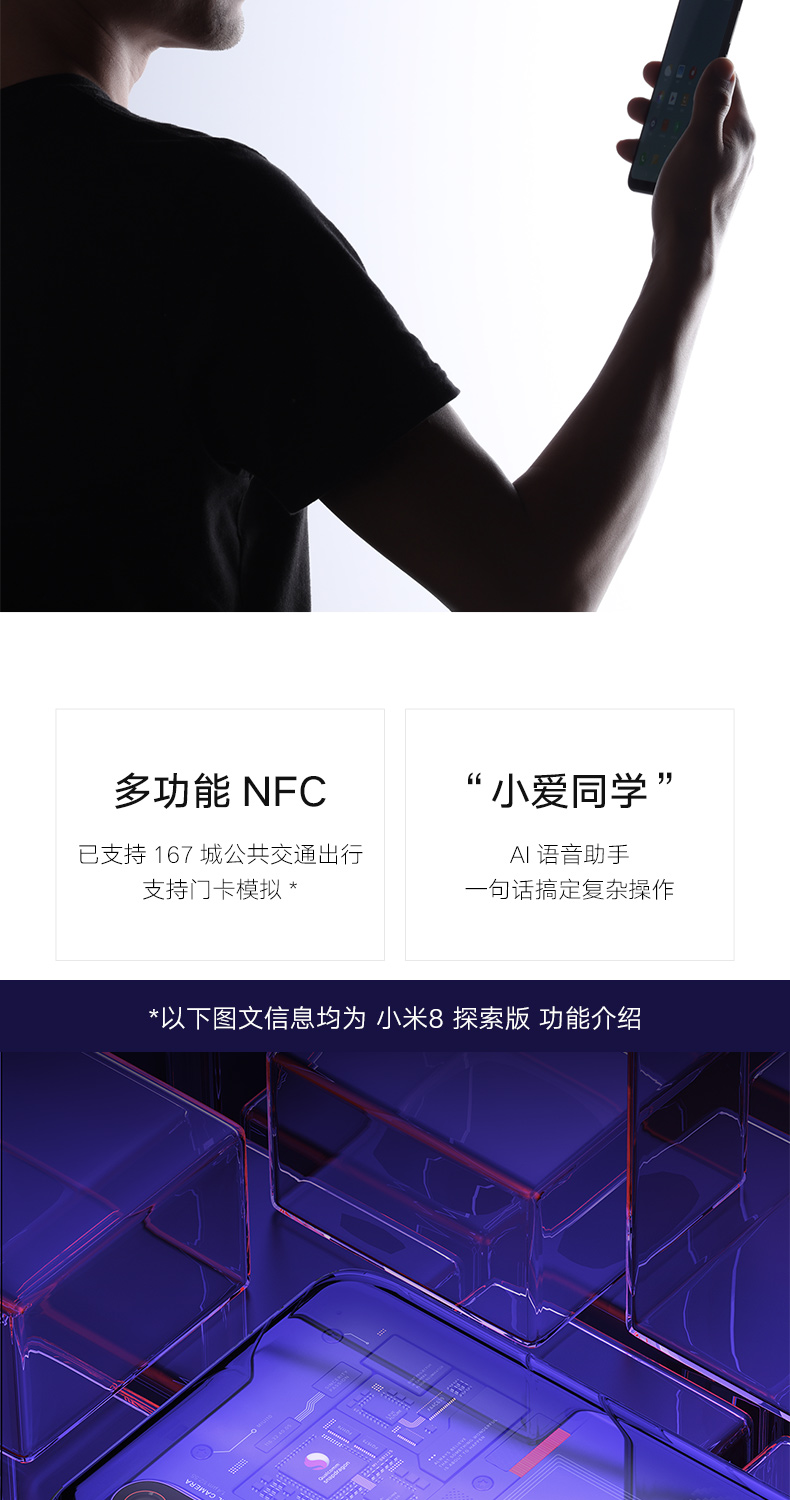 多功能 NFC
已支持 167 城公共交通出行
支持门卡模拟 *
“ 小爱同学 ”
AI 语音助手
一句话搞定复杂操作
*以下图文信息均为 小米8 探索版 功能介绍
Qualcomm
snapdragon